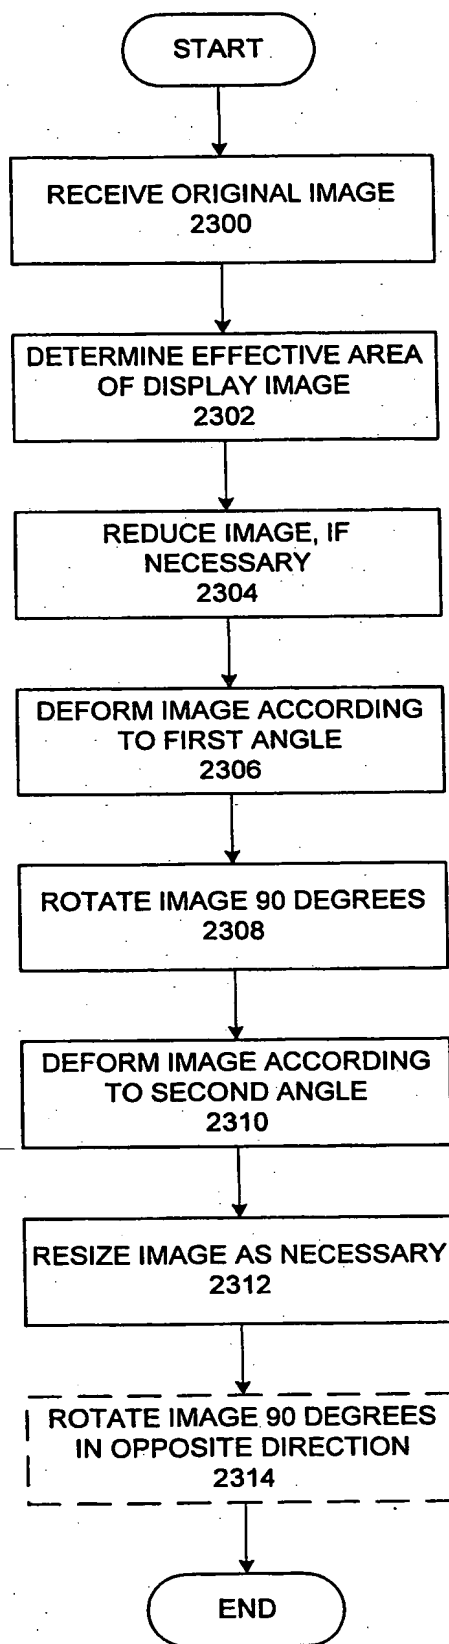 START
RECEIVE ORIGINAL IMAGE
2300
DETERMINE EFFECTIVE AREA
OF DISPLAY IMAGE
2302
REDUCE IMAGE, IF
NECESSARY
2304
DEFORM IMAGE ACCORDING
TO FIRST ANGLE
2306
ROTATE IMAGE 90 DEGREES
2308
DEFORM IMAGE ACCORDING
TO SECOND ANGLE
2310
RESIZE IMAGE AS NECESSARY
2312
ROTATE IMAGE 90 DEGREES
IN OPPOSITE DIRECTION
2314
END